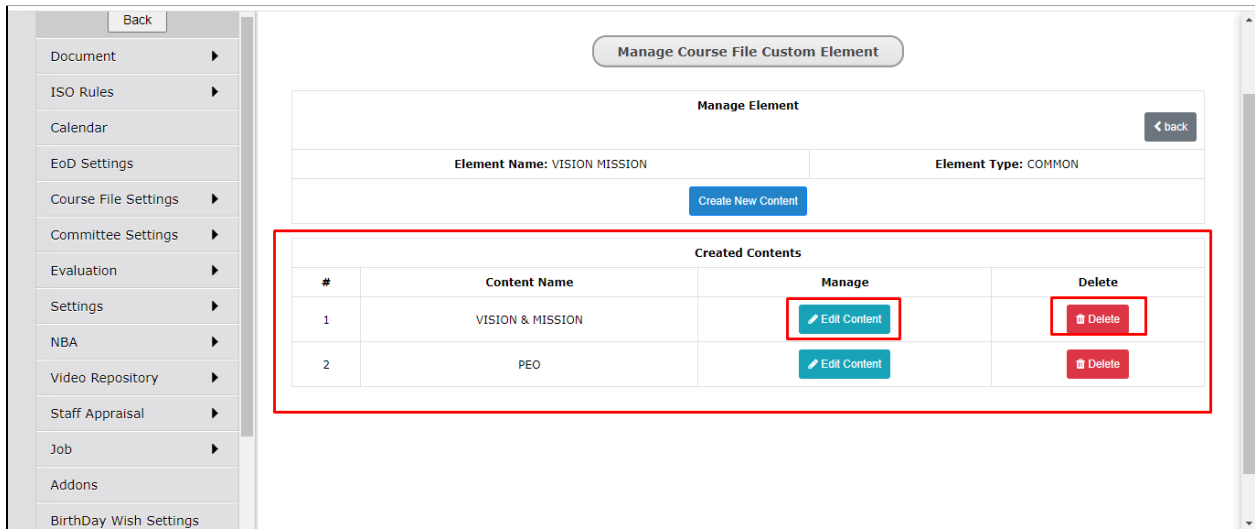 Back
Document
ISO Rules
Calendar
EoD Settings
Course File Settings
Committee Settings
Evaluation
Settings
NBA
Video Repository
Staff Appraisal
Job
Addons
BirthDay Wish Settings
Manage Course File Custom Element
Manage Element
back
Element Name: VISION MISSION Element Type: COMMON
Create New Content
Created Contents
# Content Name Manage Delete
1 VISION & MISSION Edit Content Delete
2 PEO Edit Content Delete